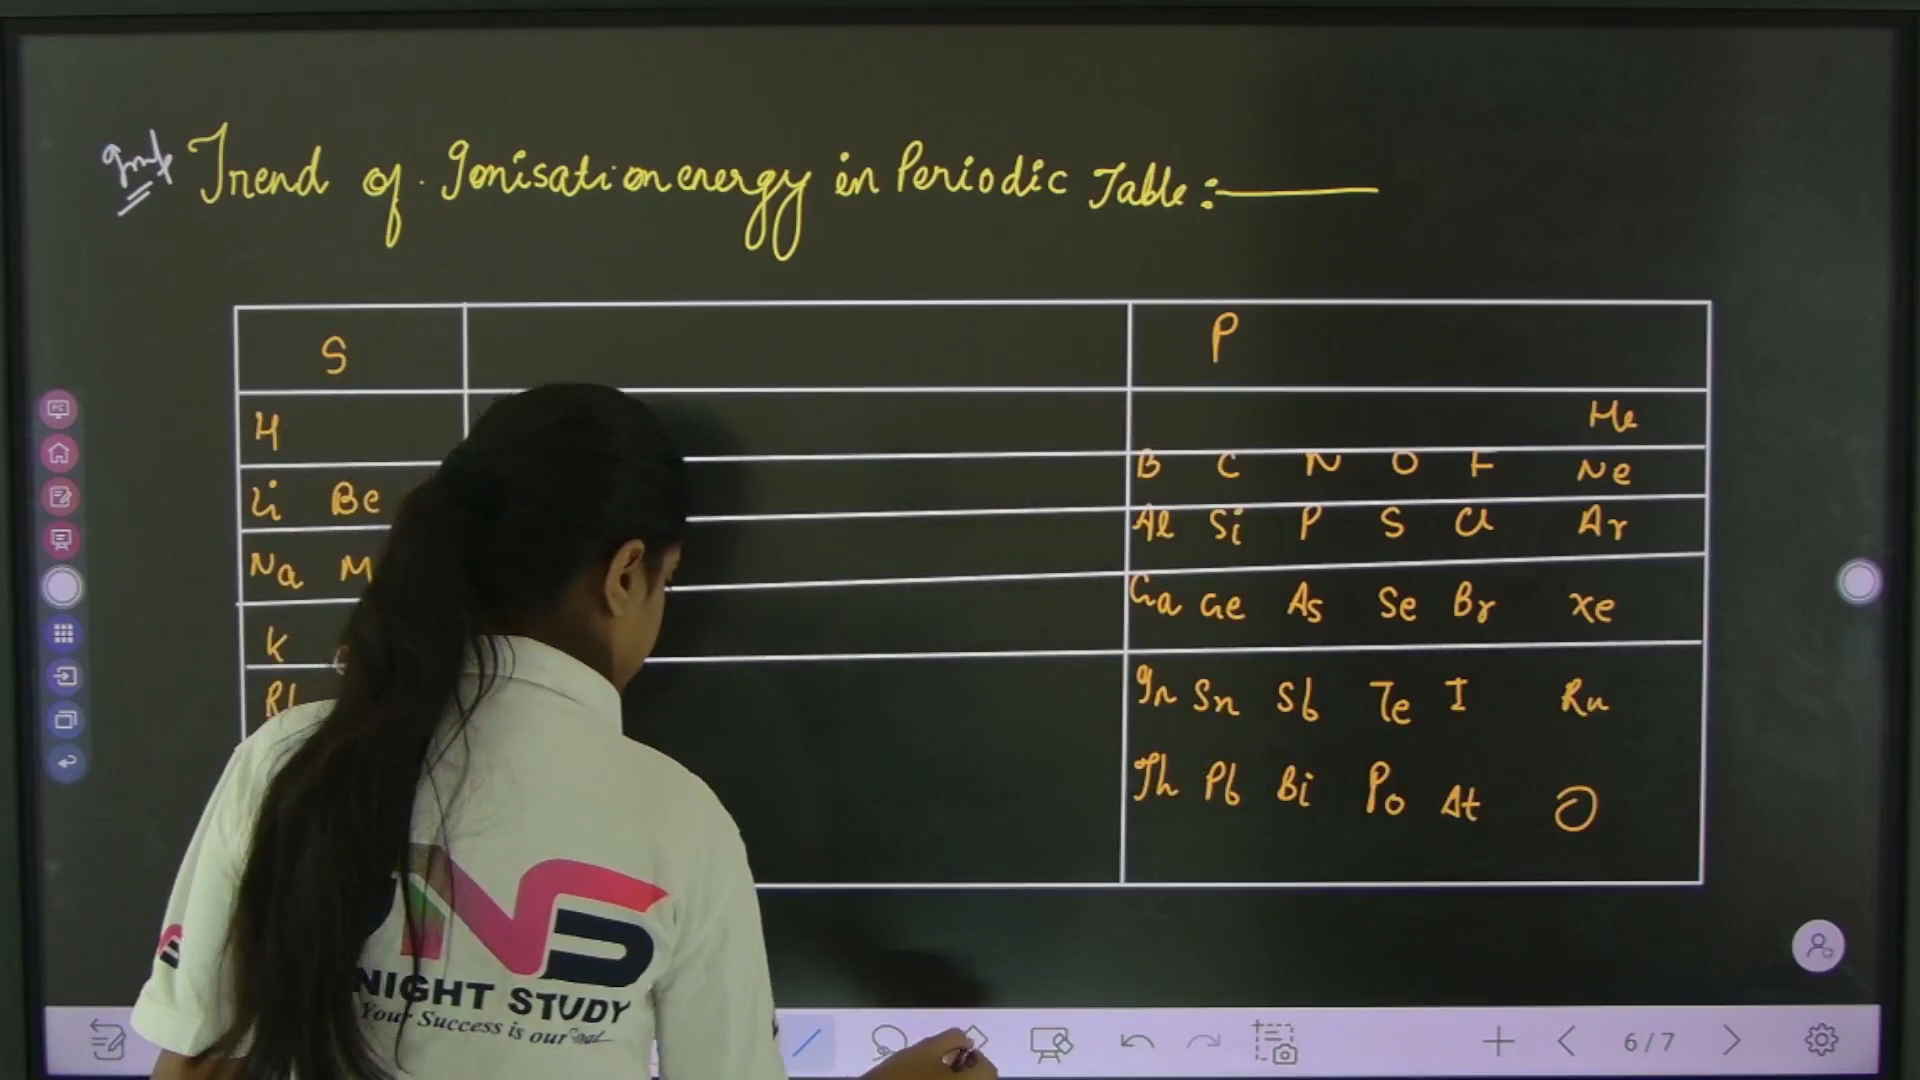 Imp Trend of Ionisation energy in Periodic Table:
S P
H He
Li Be B C N O F Ne
Na M Al Si P S Cl Ar
K Ga Ge As Se Br Xe
In Sn Sb Te I Rn
Th Pb Bi Po At O
NS
NIGHT STUDY
Your Success is our Goal
6/7